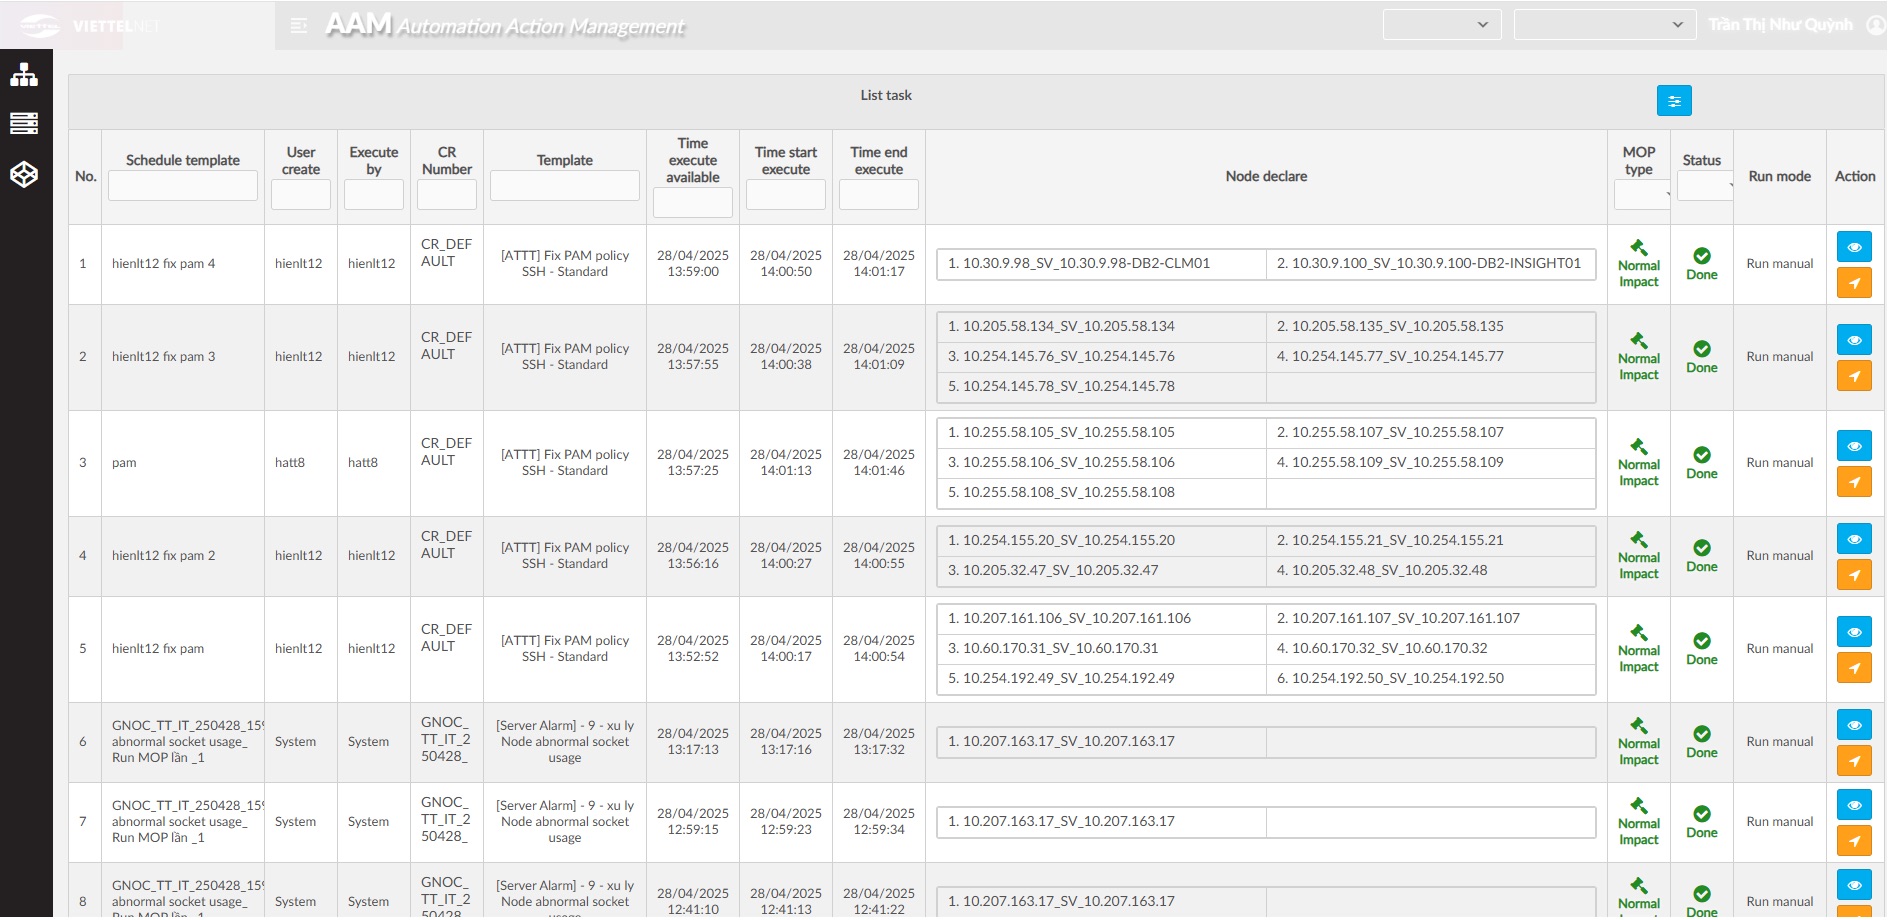 VIETTELNET
AAM Automation Action Management
Trần Thị Như Quỳnh
List task
No.
Schedule template
User create
Execute by
CR Number
Template
Time execute available
Time start execute
Time end execute
Node declare
MOP type
Status
Run mode
Action
1
hienlt12 fix pam 4
hienlt12
hienlt12
CR_DEF
AULT
[ATTT] Fix PAM policy
SSH - Standard
28/04/2025
13:59:00
28/04/2025
14:00:50
28/04/2025
14:01:17
1. 10.30.9.98_SV_10.30.9.98-DB2-CLM01
2. 10.30.9.100_SV_10.30.9.100-DB2-INSIGHT01
Normal
Impact
Done
Run manual
2
hienlt12 fix pam 3
hienlt12
hienlt12
CR_DEF
AULT
[ATTT] Fix PAM policy
SSH - Standard
28/04/2025
13:57:55
28/04/2025
14:00:38
28/04/2025
14:01:09
1. 10.205.58.134_SV_10.205.58.134
2. 10.205.58.135_SV_10.205.58.135
3. 10.254.145.76_SV_10.254.145.76
4. 10.254.145.77_SV_10.254.145.77
5. 10.254.145.78_SV_10.254.145.78
Normal
Impact
Done
Run manual
3
pam
hatt8
hatt8
CR_DEF
AULT
[ATTT] Fix PAM policy
SSH - Standard
28/04/2025
13:57:25
28/04/2025
14:01:13
28/04/2025
14:01:46
1. 10.255.58.105_SV_10.255.58.105
2. 10.255.58.107_SV_10.255.58.107
3. 10.255.58.106_SV_10.255.58.106
4. 10.255.58.109_SV_10.255.58.109
5. 10.255.58.108_SV_10.255.58.108
Normal
Impact
Done
Run manual
4
hienlt12 fix pam 2
hienlt12
hienlt12
CR_DEF
AULT
[ATTT] Fix PAM policy
SSH - Standard
28/04/2025
13:56:16
28/04/2025
14:00:27
28/04/2025
14:00:55
1. 10.254.155.20_SV_10.254.155.20
2. 10.254.155.21_SV_10.254.155.21
3. 10.205.32.47_SV_10.205.32.47
4. 10.205.32.48_SV_10.205.32.48
Normal
Impact
Done
Run manual
5
hienlt12 fix pam
hienlt12
hienlt12
CR_DEF
AULT
[ATTT] Fix PAM policy
SSH - Standard
28/04/2025
13:52:52
28/04/2025
14:00:17
28/04/2025
14:00:54
1. 10.207.161.106_SV_10.207.161.106
2. 10.207.161.107_SV_10.207.161.107
3. 10.60.170.31_SV_10.60.170.31
4. 10.60.170.32_SV_10.60.170.32
5. 10.254.192.49_SV_10.254.192.49
6. 10.254.192.50_SV_10.254.192.50
Normal
Impact
Done
Run manual
6
GNOC_TT_IT_250428_159
abnormal socket usage_
Run MOP lần _1
System
System
GNOC_
TT_IT_2
50428_
[Server Alarm] - 9 - xu ly
Node abnormal socket
usage
28/04/2025
13:17:13
28/04/2025
13:17:16
28/04/2025
13:17:32
1. 10.207.163.17_SV_10.207.163.17
Normal
Impact
Done
Run manual
7
GNOC_TT_IT_250428_159
abnormal socket usage_
Run MOP lần _1
System
System
GNOC_
TT_IT_2
50428_
[Server Alarm] - 9 - xu ly
Node abnormal socket
usage
28/04/2025
12:59:15
28/04/2025
12:59:23
28/04/2025
12:59:34
1. 10.207.163.17_SV_10.207.163.17
Normal
Impact
Done
Run manual
8
GNOC_TT_IT_250428_159
abnormal socket usage_
Run MOP lần _1
System
System
GNOC_
TT_IT_2
50428_
[Server Alarm] - 9 - xu ly
Node abnormal socket
usage
28/04/2025
12:41:10
28/04/2025
12:41:13
28/04/2025
12:41:22
1. 10.207.163.17_SV_10.207.163.17
Normal
Impact
Done
Run manual